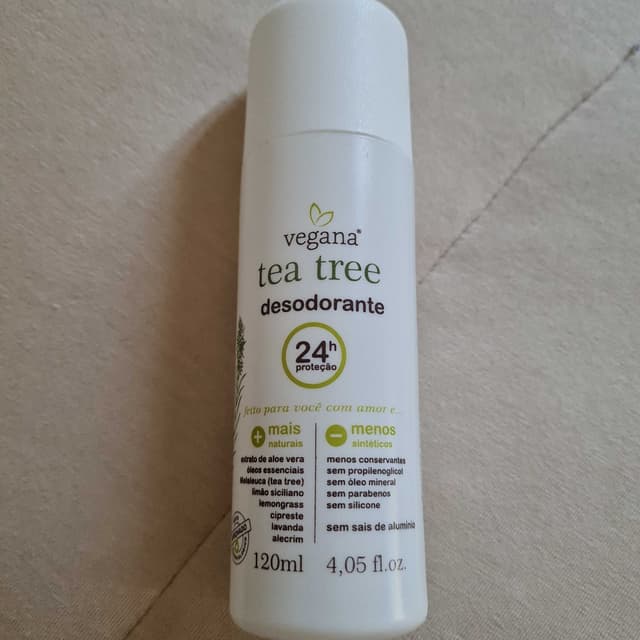 vegana®
tea tree
desodorante
24h
proteção
feito para você com amor e...
+ mais
naturais
extrato de aloe vera
óleos essenciais
Melaleuca (tea tree)
limão siciliano
lemongrass
cipreste
lavanda
alecrim
- menos
sintéticos
menos conservantes
sem propilenoglicol
sem óleo mineral
sem parabenos
sem silicone
sem sais de alumínio
120ml 4,05 fl.oz.